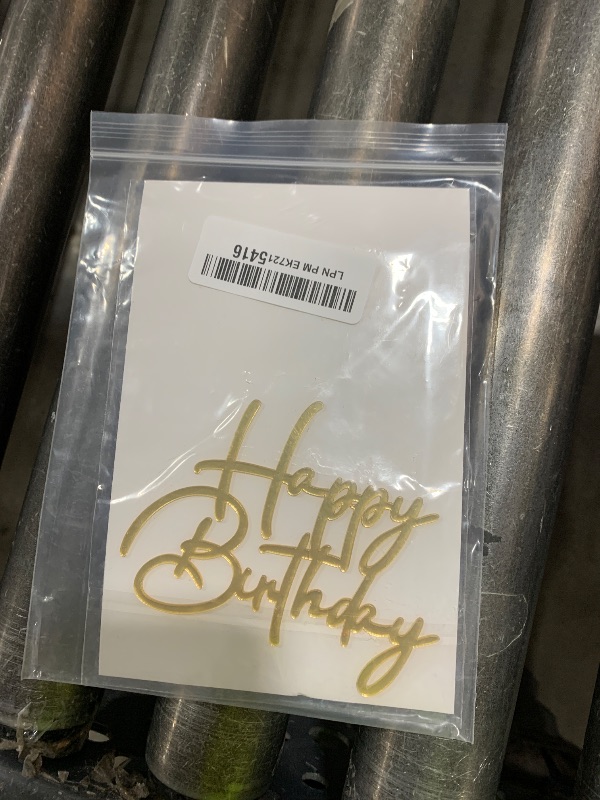 LPN PM EK7215416
Happy
Birthday